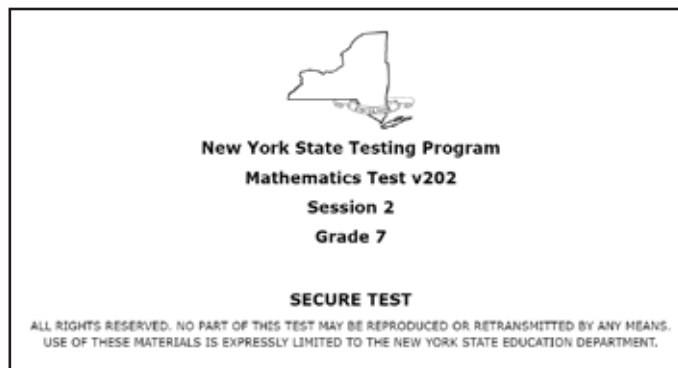 New York State Testing Program
Mathematics Test v202
Session 2
Grade 7
SECURE TEST
ALL RIGHTS RESERVED. NO PART OF THIS TEST MAY BE REPRODUCED OR RETRANSMITTED BY ANY MEANS.
USE OF THESE MATERIALS IS EXPRESSLY LIMITED TO THE NEW YORK STATE EDUCATION DEPARTMENT.